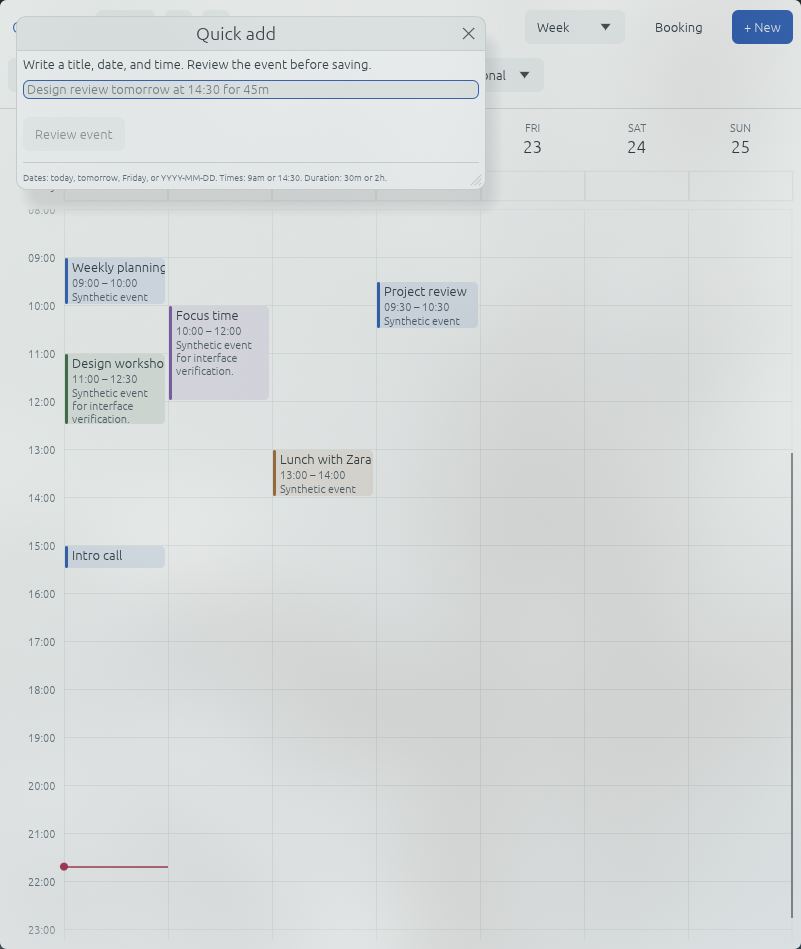 Quick add
Write a title, date, and time. Review the event before saving.
Design review tomorrow at 14:30 for 45m
Review event
Dates: today, tomorrow, Friday, or YYYY-MM-DD. Times: 9am or 14:30. Duration: 30m or 2h.
Week
Booking
+ New
FRI
23
SAT
24
SUN
25
08:00
09:00
10:00
11:00
12:00
13:00
14:00
15:00
16:00
17:00
18:00
19:00
20:00
21:00
22:00
23:00
Weekly planning
09:00 – 10:00
Synthetic event
Design worksho
11:00 – 12:30
Synthetic event
for interface
verification.
Intro call
Focus time
10:00 – 12:00
Synthetic event
for interface
verification.
Lunch with Zara
13:00 – 14:00
Synthetic event
Project review
09:30 – 10:30
Synthetic event